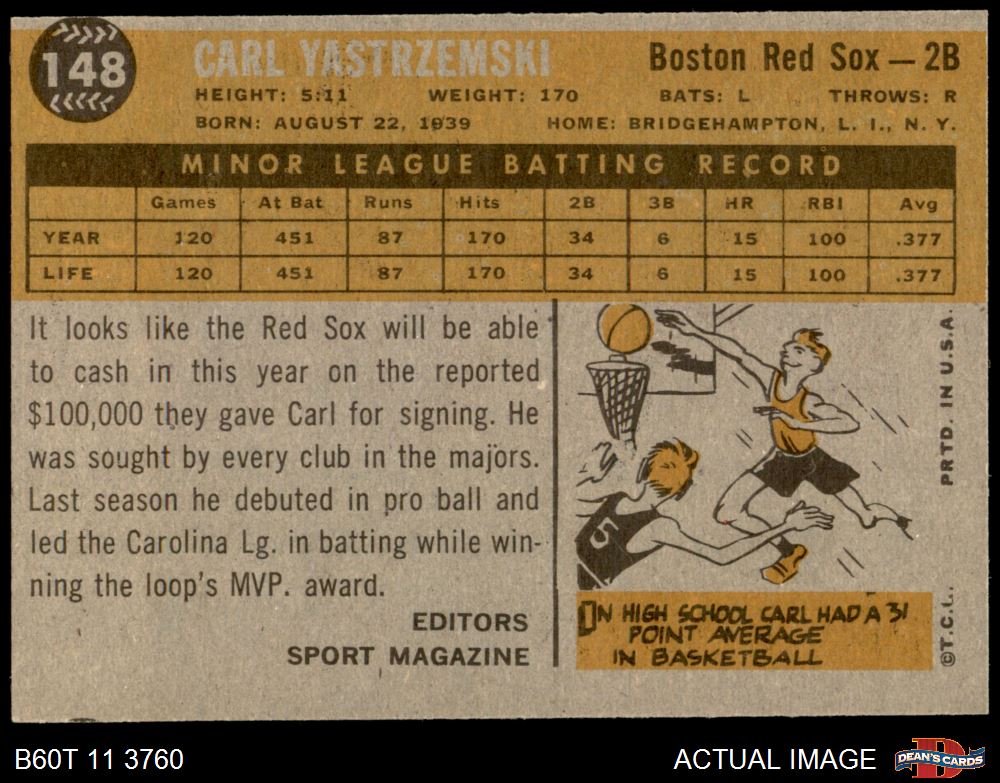 148
CARL YASTRZEMSKI
Boston Red Sox — 2B
HEIGHT: 5:11 WEIGHT: 170 BATS: L THROWS: R
BORN: AUGUST 22, 1939 HOME: BRIDGEHAMPTON, L. I., N. Y.
MINOR LEAGUE BATTING RECORD
Games At Bat Runs Hits 2B 3B HR RBI Avg
YEAR 120 451 87 170 34 6 15 100 .377
LIFE 120 451 87 170 34 6 15 100 .377
It looks like the Red Sox will be able
to cash in this year on the reported
$100,000 they gave Carl for signing. He
was sought by every club in the majors.
Last season he debuted in pro ball and
led the Carolina Lg. in batting while win-
ning the loop's MVP. award.
EDITORS
SPORT MAGAZINE
5
ON HIGH SCHOOL CARL HAD A 31
POINT AVERAGE
IN BASKETBALL
PRTD. IN U.S.A.
©T.C.G.
B60T 11 3760
ACTUAL IMAGE
DEAN'S CARDS